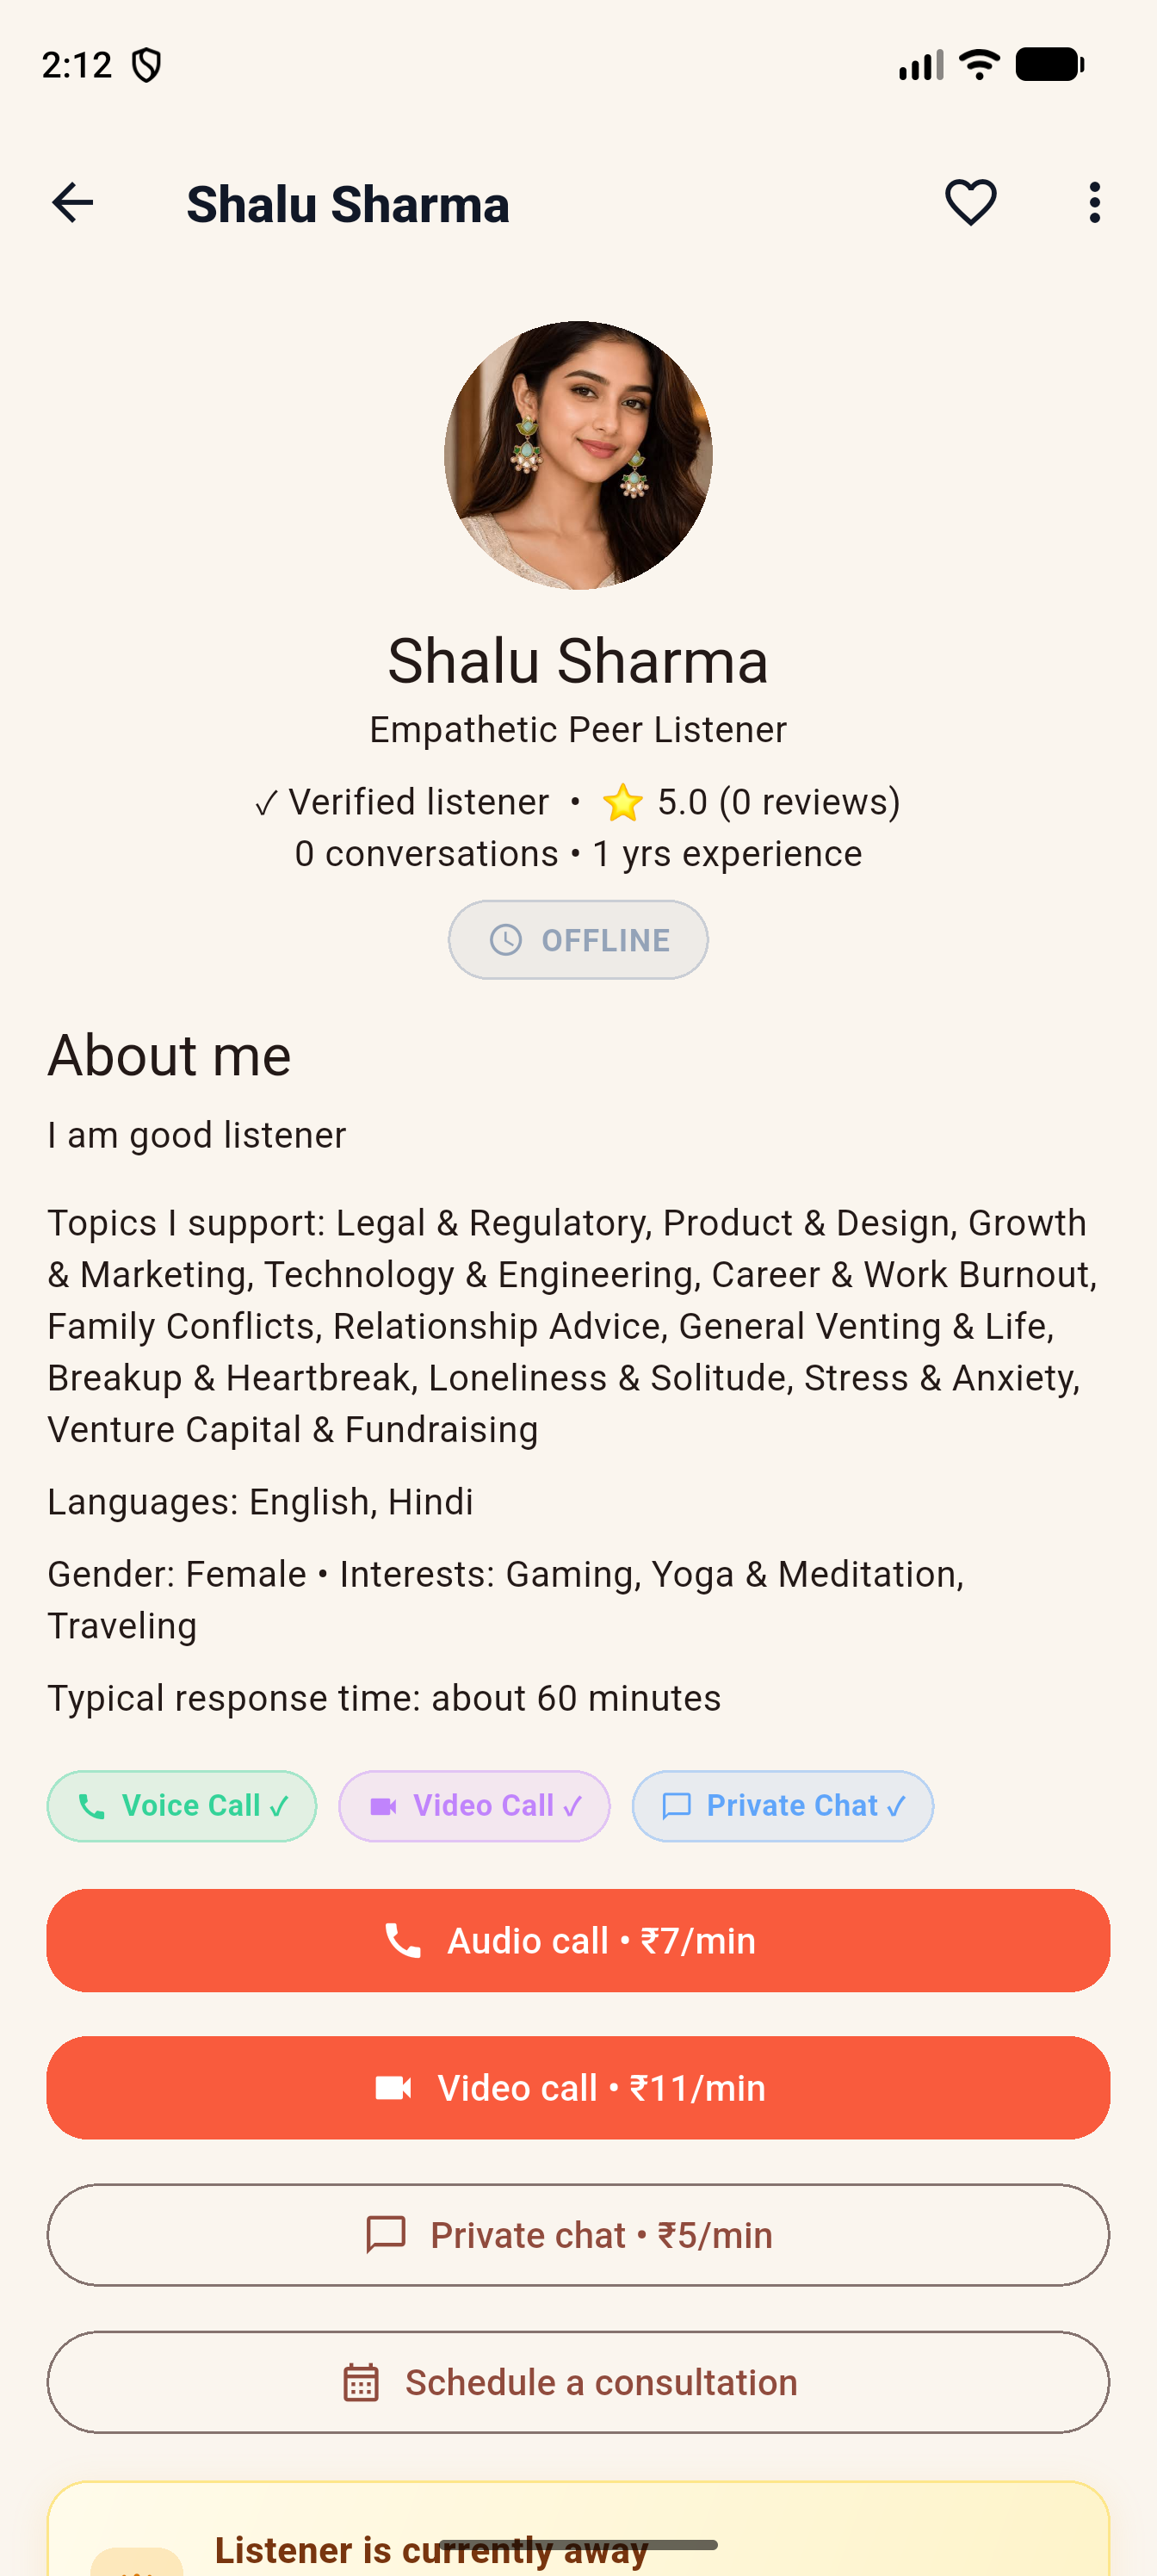 2:12
Shalu Sharma
Shalu Sharma
Empathetic Peer Listener
✓ Verified listener • ⭐ 5.0 (0 reviews)
0 conversations • 1 yrs experience
OFFLINE
About me
I am good listener
Topics I support: Legal & Regulatory, Product & Design, Growth
& Marketing, Technology & Engineering, Career & Work Burnout,
Family Conflicts, Relationship Advice, General Venting & Life,
Breakup & Heartbreak, Loneliness & Solitude, Stress & Anxiety,
Venture Capital & Fundraising
Languages: English, Hindi
Gender: Female • Interests: Gaming, Yoga & Meditation,
Traveling
Typical response time: about 60 minutes
Voice Call ✓ Video Call ✓ Private Chat ✓
Audio call • ₹7/min
Video call • ₹11/min
Private chat • ₹5/min
Schedule a consultation
Listener is currently away